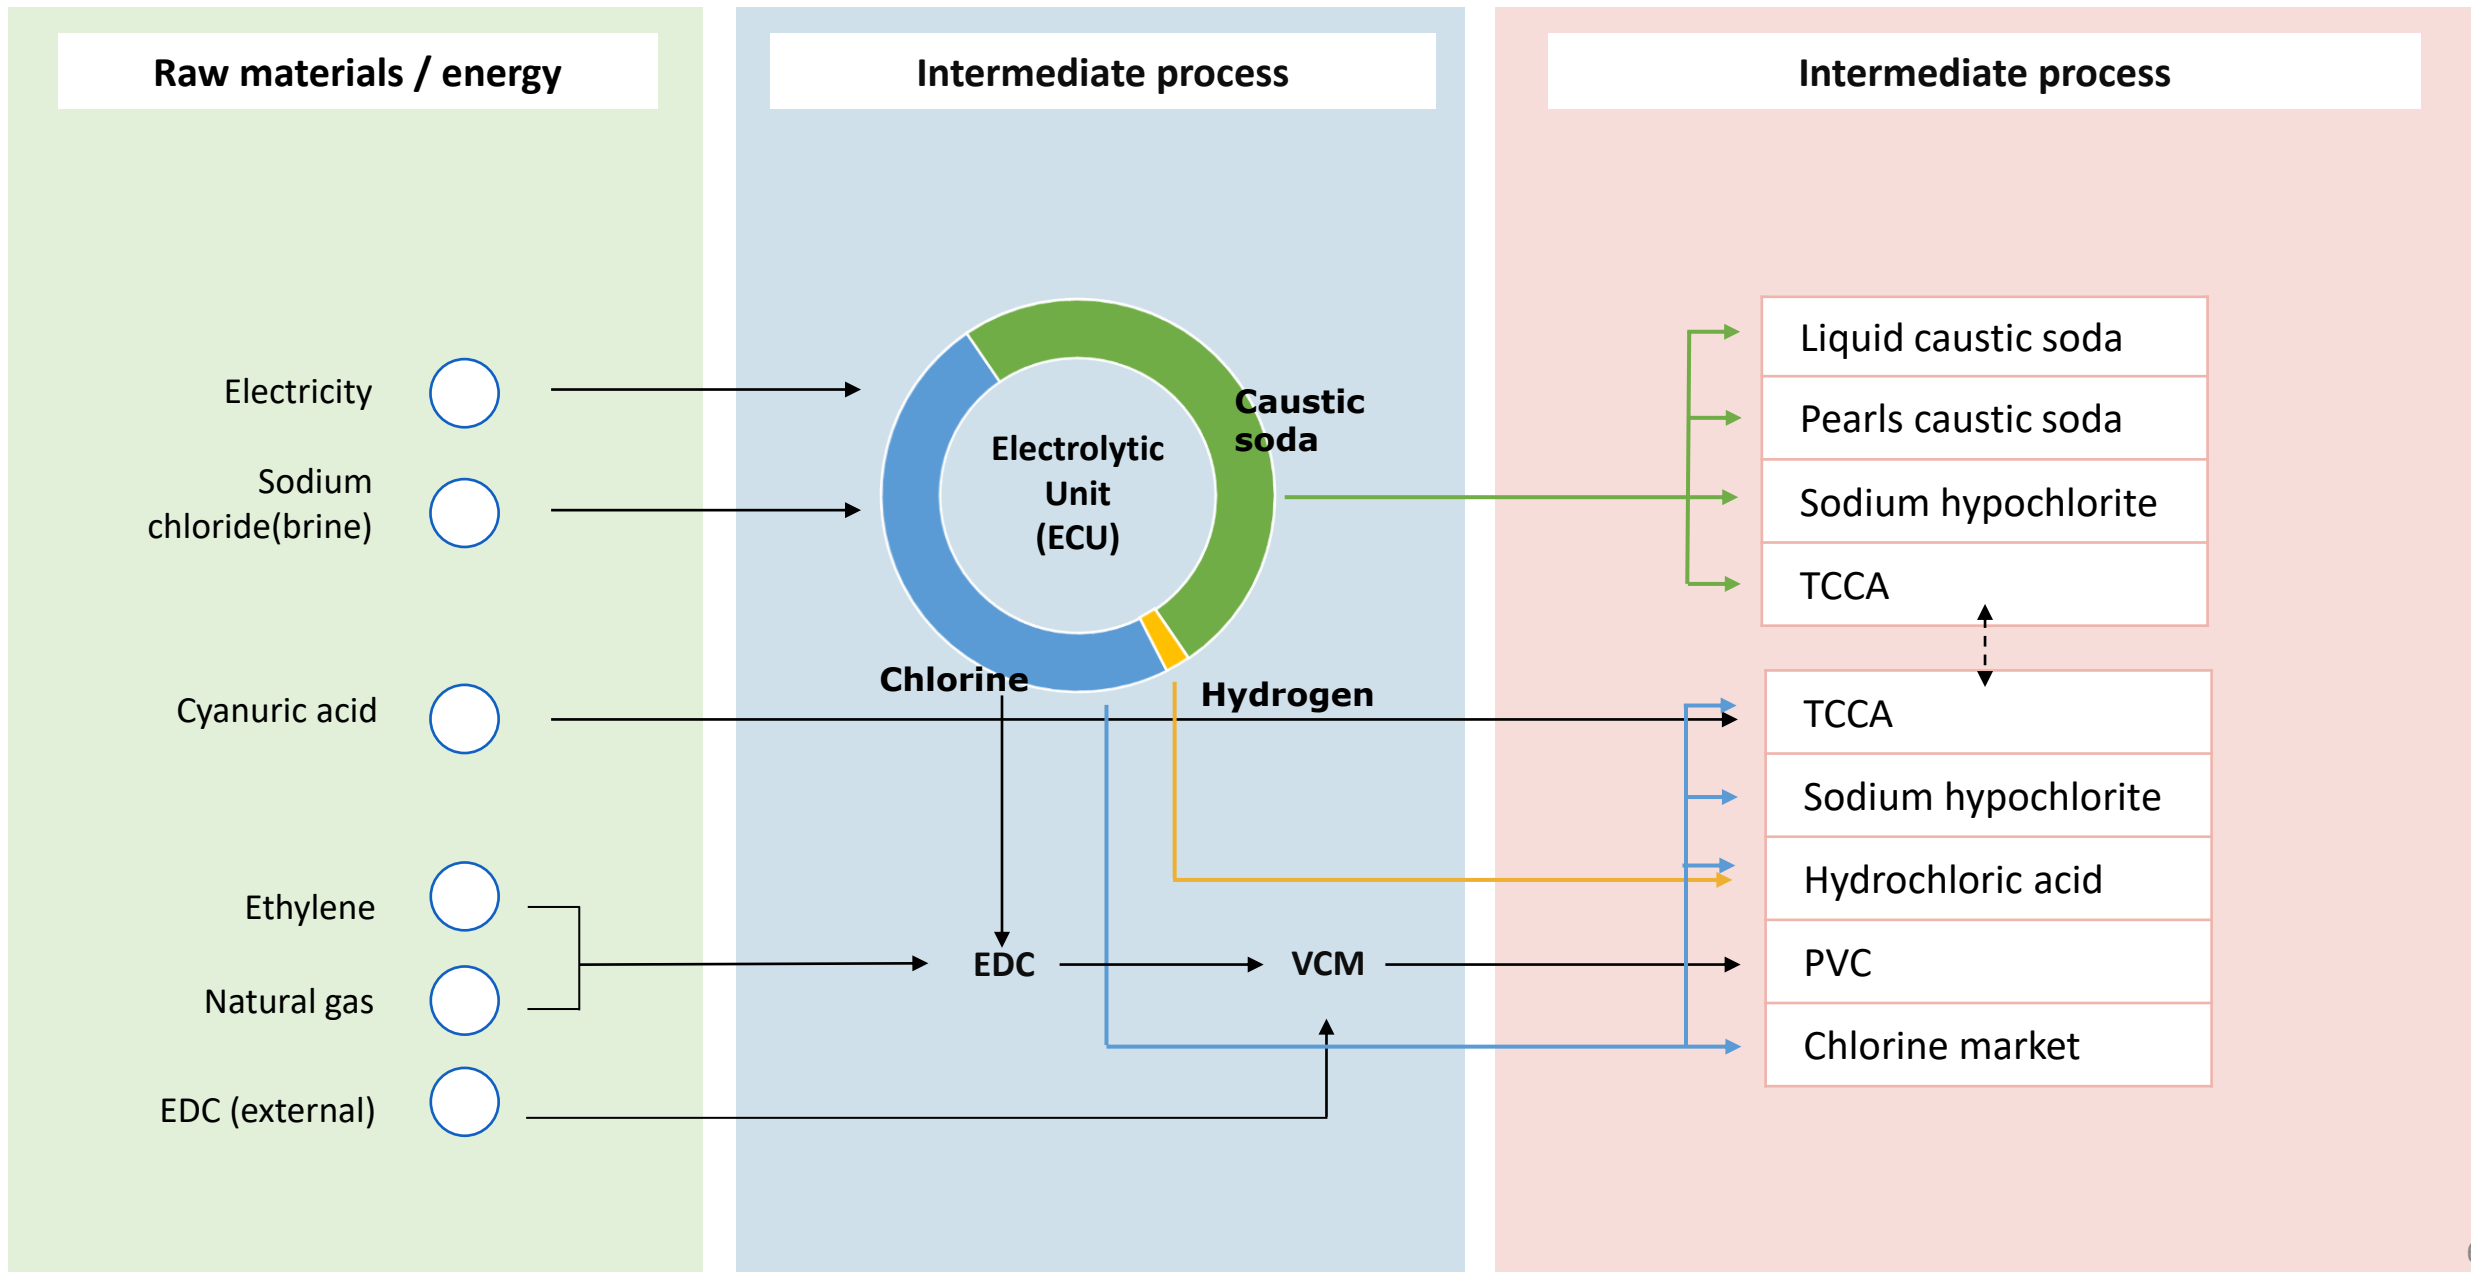 Raw materials / energy
Intermediate process
Intermediate process
Electricity
Sodium
chloride(brine)
Cyanuric acid
Ethylene
Natural gas
EDC (external)
Electrolytic
Unit
(ECU)
Caustic
soda
Chlorine
Hydrogen
EDC
VCM
Liquid caustic soda
Pearls caustic soda
Sodium hypochlorite
TCCA
TCCA
Sodium hypochlorite
Hydrochloric acid
PVC
Chlorine market